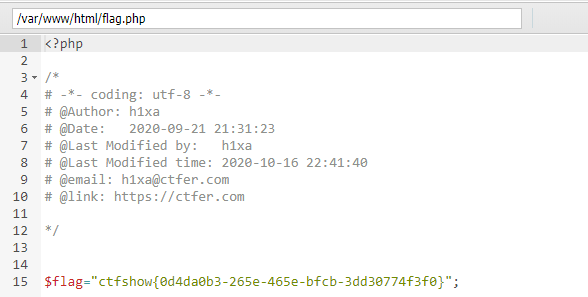 /var/www/html/flag.php
1 <?php
2
3 /*
4 # -*- coding: utf-8 -*-
5 # @Author: h1xa
6 # @Date:   2020-09-21 21:31:23
7 # @Last Modified by:   h1xa
8 # @Last Modified time: 2020-10-16 22:41:40
9 # @email: h1xa@ctfer.com
10 # @link: https://ctfer.com
11
12 */
13
14
15 $flag="ctfshow{0d4da0b3-265e-465e-bfcb-3dd30774f3f0}";